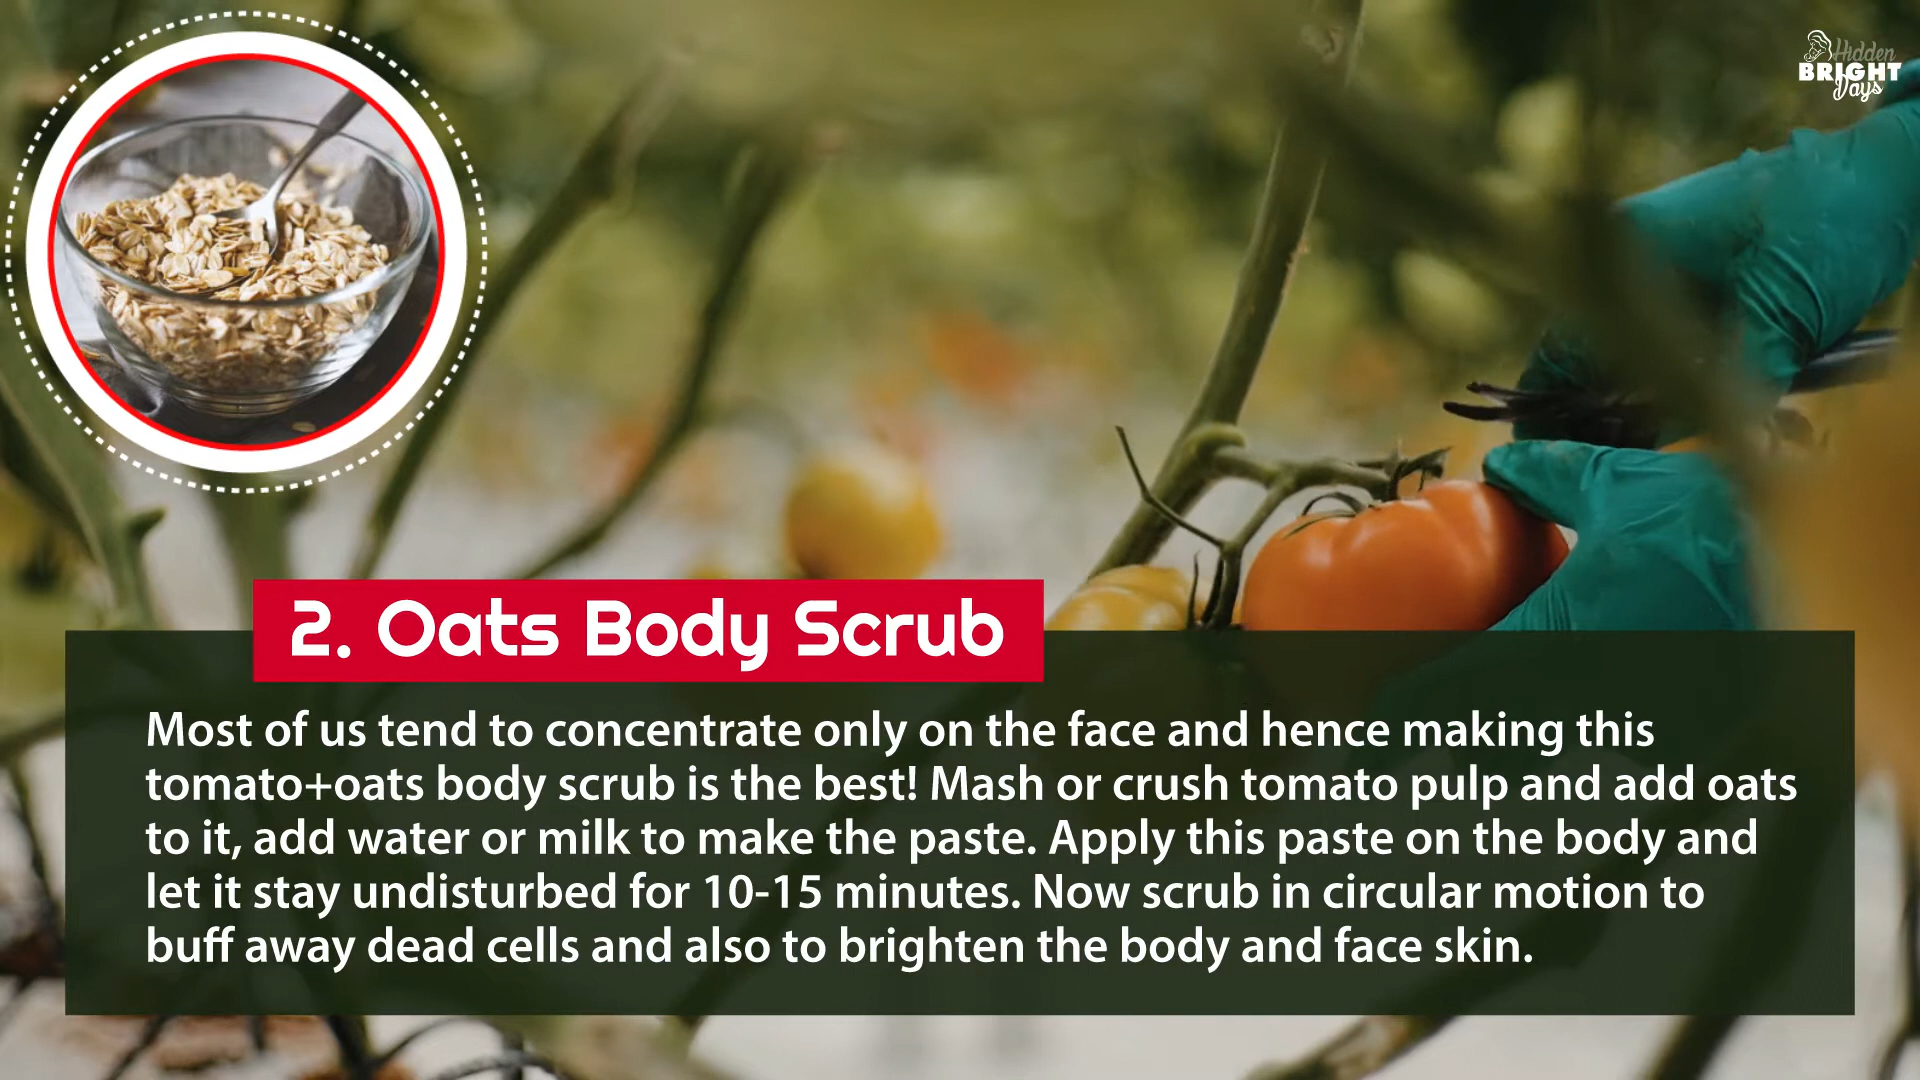 Hidden
BRIGHT
Days
2. Oats Body Scrub
Most of us tend to concentrate only on the face and hence making this
tomato+oats body scrub is the best! Mash or crush tomato pulp and add oats
to it, add water or milk to make the paste. Apply this paste on the body and
let it stay undisturbed for 10-15 minutes. Now scrub in circular motion to
buff away dead cells and also to brighten the body and face skin.